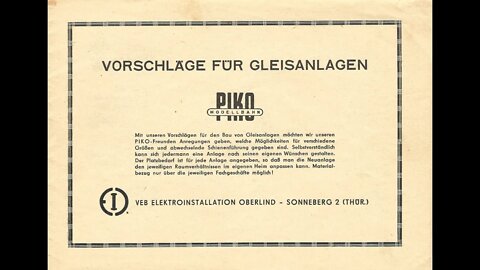 VORSCHLÄGE FÜR GLEISANLAGEN
PIKO
MODELLBAHN
Mit unseren Vorschlägen für den Bau von Gleisanlagen möchten wir unseren
PIKO-Freunden Anregungen geben, welche Möglichkeiten für verschiedene
Größen und abwechselnde Schienenführung gegeben sind. Selbstverständlich
kann sich jedermann eine Anlage nach seinen eigenen Wünschen gestalten.
Der Platzbedarf ist für jede Anlage angegeben, so daß man die Neuanlage
den jeweiligen Raumverhältnissen im eigenen Heim anpassen kann. Material-
bezug nur über die jeweiligen Fachgeschäfte möglich!
EIO
VEB ELEKTROINSTALLATION OBERLIND - SONNEBERG 2 (THÜR.)